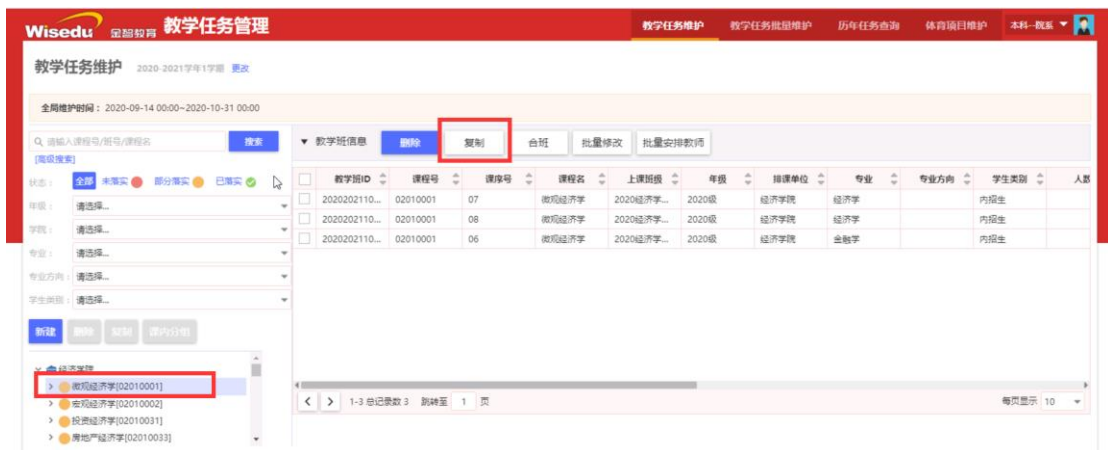 Wisedu 金智教育 教学任务管理 教学任务维护 教学任务批量维护 历年任务查询 体育项目维护 本科--院系
教学任务维护 2020-2021学年1学期 更改
全局维护时间： 2020-09-14 00:00~2020-10-31 00:00
请输入课程号/班号/课程名 搜索
[高级搜索]
状态： 全部 未落实 部分落实 已落实
年级： 请选择...
学院： 请选择...
专业： 请选择...
专业方向： 请选择...
学生类别： 请选择...
新建 删除 复制 课内分组
经济学院
微观经济学[02010001]
宏观经济学[02010002]
投资经济学[02010031]
房地产经济学[02010033]
教学班信息 删除 复制 合班 批量修改 批量安排教师
教学班ID 课程号 课序号 课程名 上课班级 年级 排课单位 专业 专业方向 学生类别 人数
2020202110... 02010001 07 微观经济学 2020经济学... 2020级 经济学院 经济学 内招生
2020202110... 02010001 08 微观经济学 2020经济学... 2020级 经济学院 经济学 内招生
2020202110... 02010001 06 微观经济学 2020经济学... 2020级 经济学院 金融学 内招生
1-3 总记录数 3 跳转至 1 页 每页显示 10